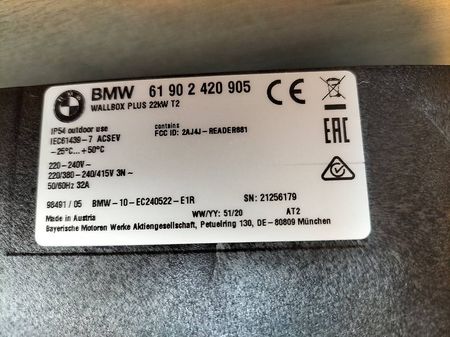 BMW 61 90 2 420 905
WALLBOX PLUS 22kW T2
IP54 outdoor use
IEC61439-7 ACSEV
-25°C...+50°C
contains
FCC ID: 2AJ4J-READER881
220-240V~
220/380-240/415V 3N~
50/60Hz 32A
98491 / 05 BMW-10-EC240522-E1R SN: 21256179
Made in Austria WW/YY: 51/20 AT2
Bayerische Motoren Werke Aktiengesellschaft, Petuelring 130, DE-80809 München
CE
EAC